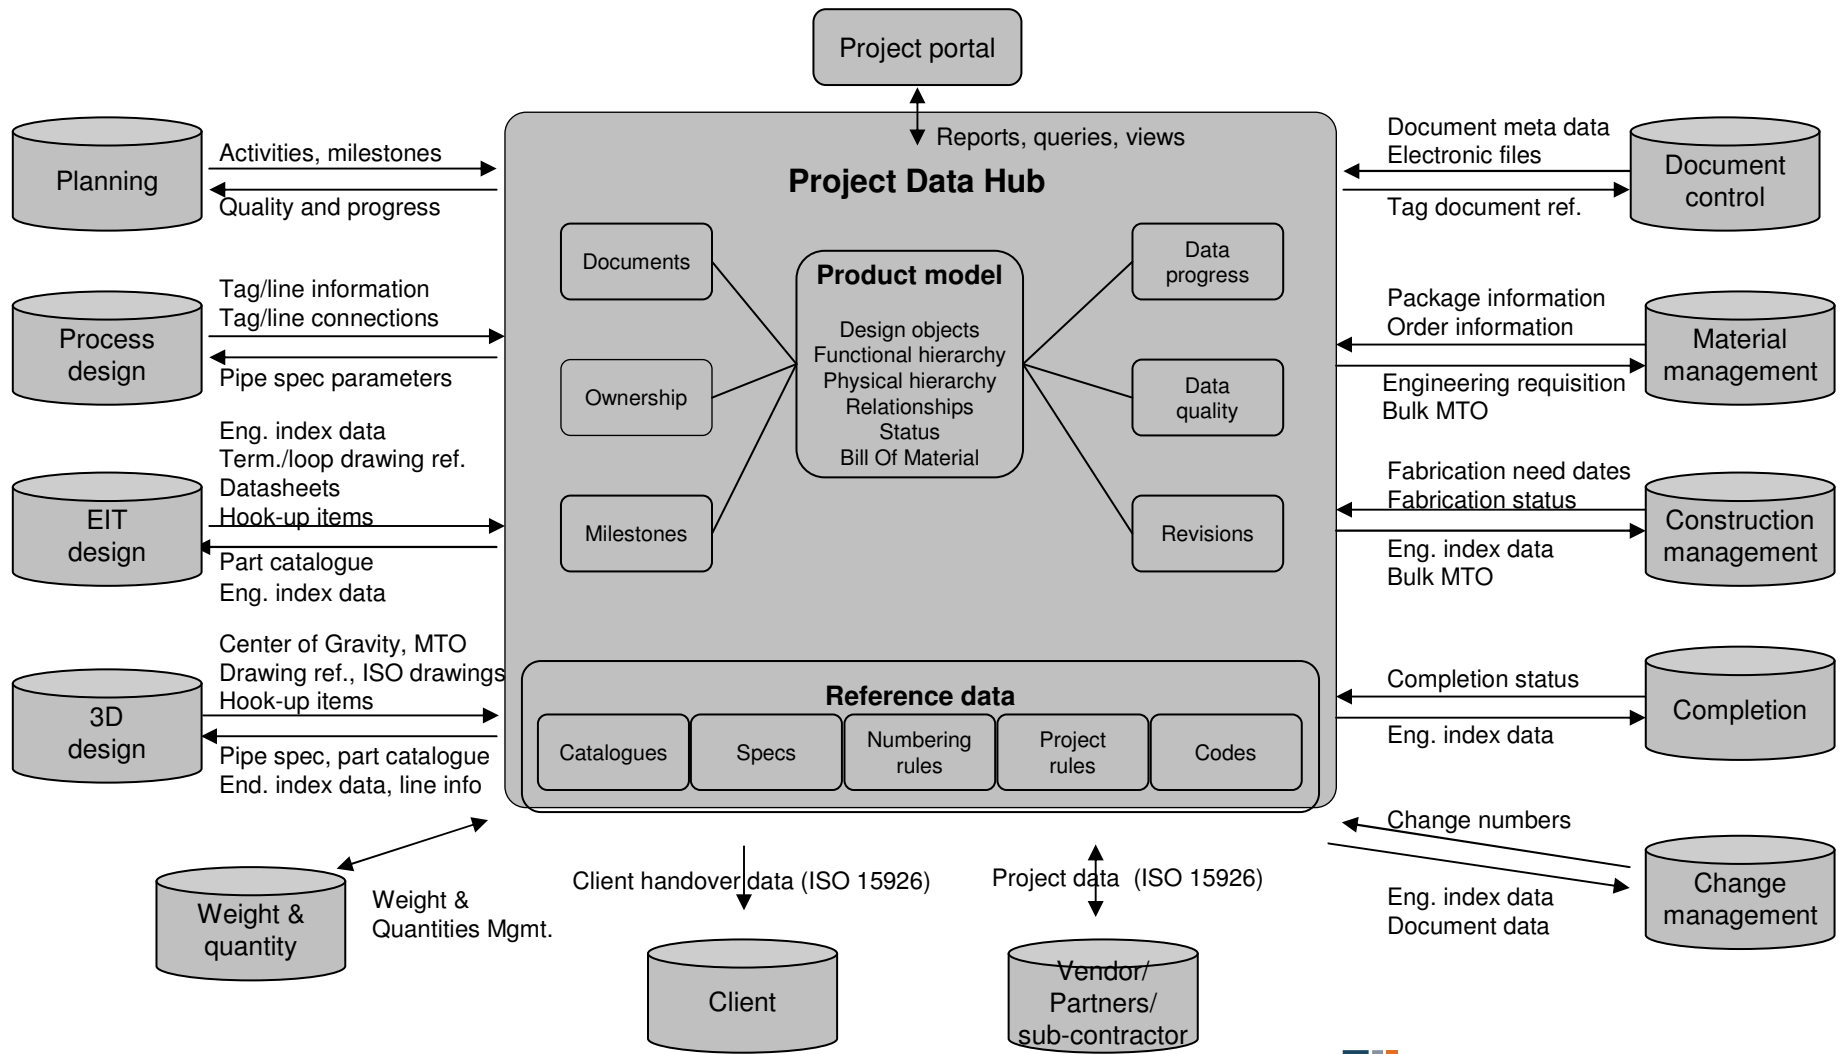 Project portal
Reports, queries, views
Project Data Hub
Planning
Activities, milestones
Quality and progress
Process
design
Tag/line information
Tag/line connections
Pipe spec parameters
EIT
design
Eng. index data
Term./loop drawing ref.
Datasheets
Hook-up items
Part catalogue
Eng. index data
3D
design
Center of Gravity, MTO
Drawing ref., ISO drawings
Hook-up items
Pipe spec, part catalogue
End. index data, line info
Weight &
quantity
Weight &
Quantities Mgmt.
Documents
Ownership
Milestones
Product model
Design objects
Functional hierarchy
Physical hierarchy
Relationships
Status
Bill Of Material
Data
progress
Data
quality
Revisions
Reference data
Catalogues
Specs
Numbering
rules
Project
rules
Codes
Client handover data (ISO 15926)
Client
Project data (ISO 15926)
Vendor/
Partners/
sub-contractor
Document meta data
Electronic files
Tag document ref.
Document
control
Package information
Order information
Engineering requisition
Bulk MTO
Material
management
Fabrication need dates
Fabrication status
Eng. index data
Bulk MTO
Construction
management
Completion status
Eng. index data
Completion
Change numbers
Eng. index data
Document data
Change
management